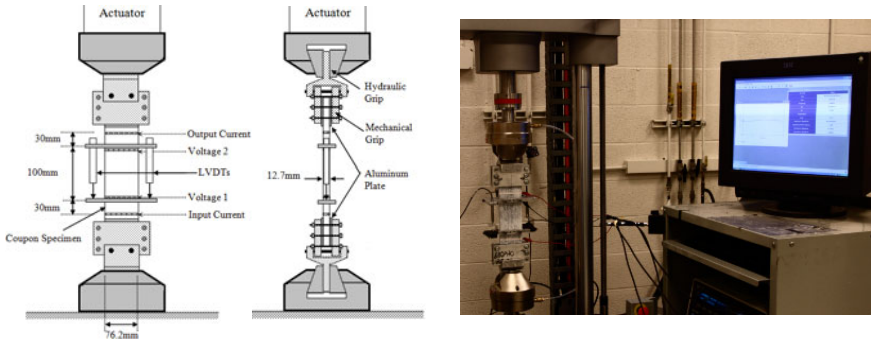 Actuator
Actuator
Hydraulic
Grip
Mechanical
Grip
Aluminum
Plate
30mm
Output Current
Voltage 2
100mm
LVDTs
12.7mm
Voltage 1
30mm
Input Current
Coupon Specimen
76.2mm